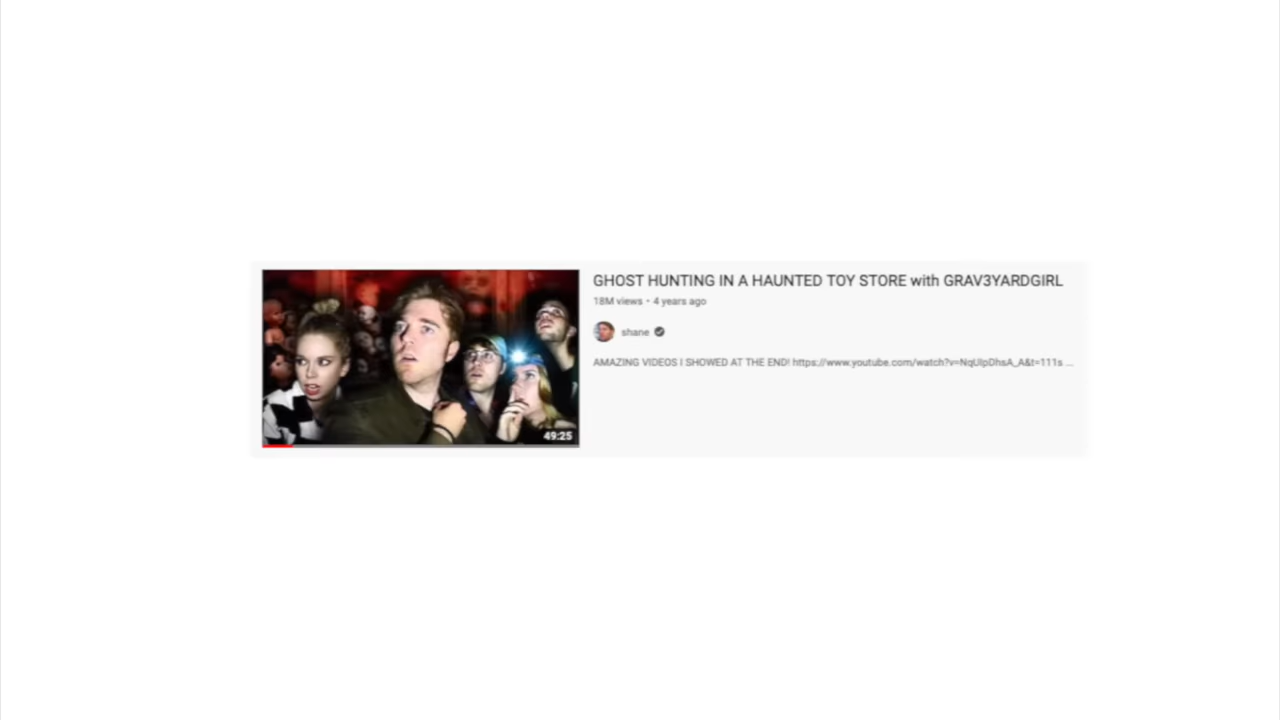 GHOST HUNTING IN A HAUNTED TOY STORE with GRAV3YARDGIRL
18M views • 4 years ago
shane
AMAZING VIDEOS I SHOWED AT THE END! https://www.youtube.com/watch?v=NqUlpDhsA_A&t=111s ...
49:25